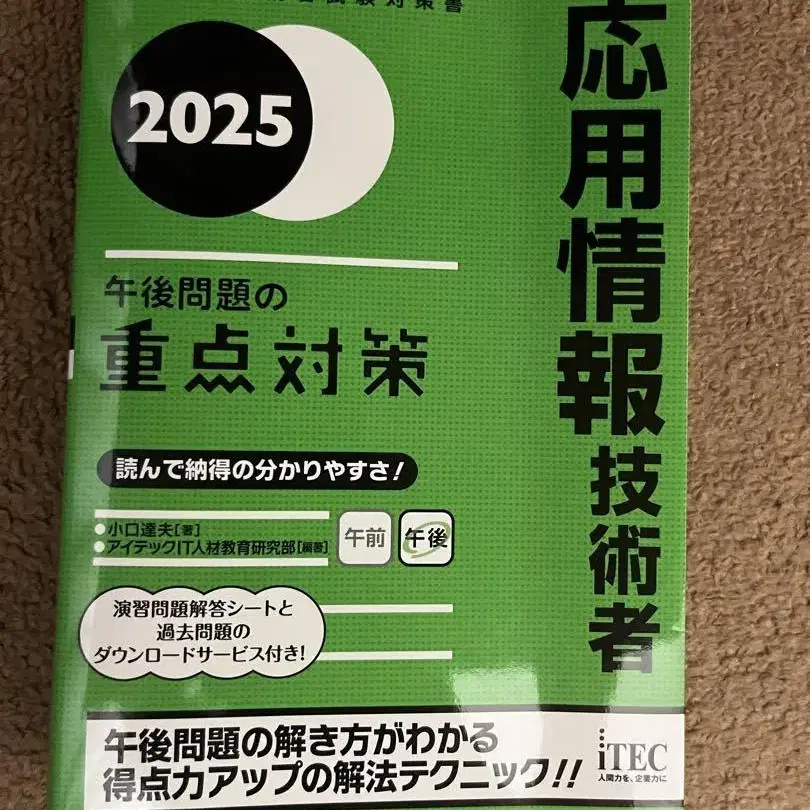 試験対策書
2025
午後問題の
重点対策
応用情報技術者
読んで納得の分かりやすさ!
●小口達夫[著]
●アイテックIT人材教育研究部[編著]
午前
午後
演習問題解答シートと
過去問題の
ダウンロードサービス付き!
午後問題の解き方がわかる
得点力アップの解法テクニック!!
iTEC
人間力を、企業力に